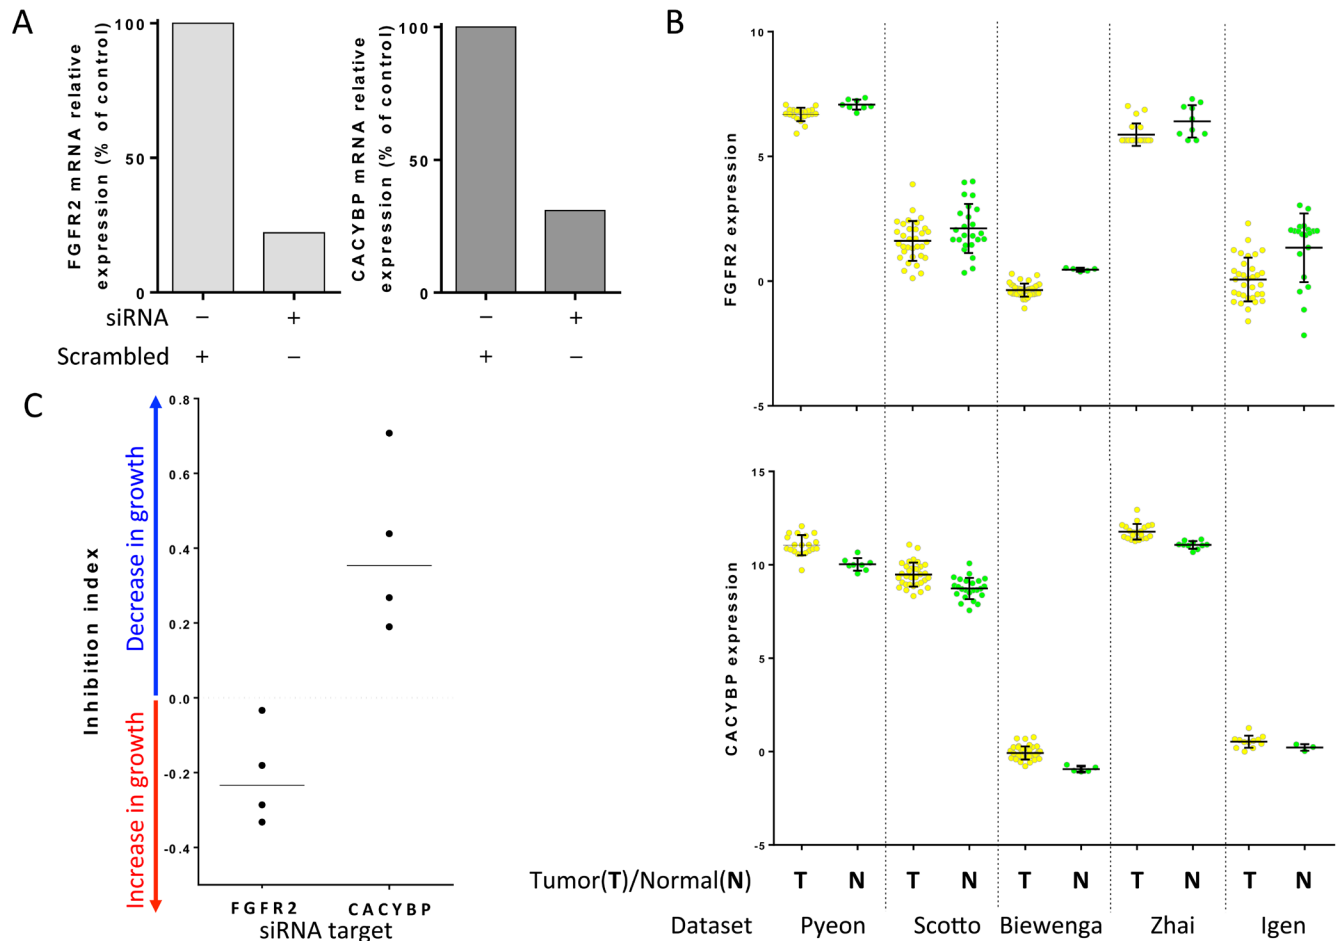 A
FGFR2 mRNA relative
expression (% of control)
100
50
0
CACYBP mRNA relative
expression (% of control)
100
50
0
siRNA – + – +
Scrambled + – + –
B
FGFR2 expression
10
5
0
-5
CACYBP expression
15
10
5
0
-5
Tumor(T)/Normal(N) T N T N T N T N T N
Dataset Pyeon Scotto Biewenga Zhai Igen
C
Decrease in growth
Increase in growth
Inhibition index
0.8
0.6
0.4
0.2
0.0
-0.2
-0.4
FGFR2 CACYBP
siRNA target